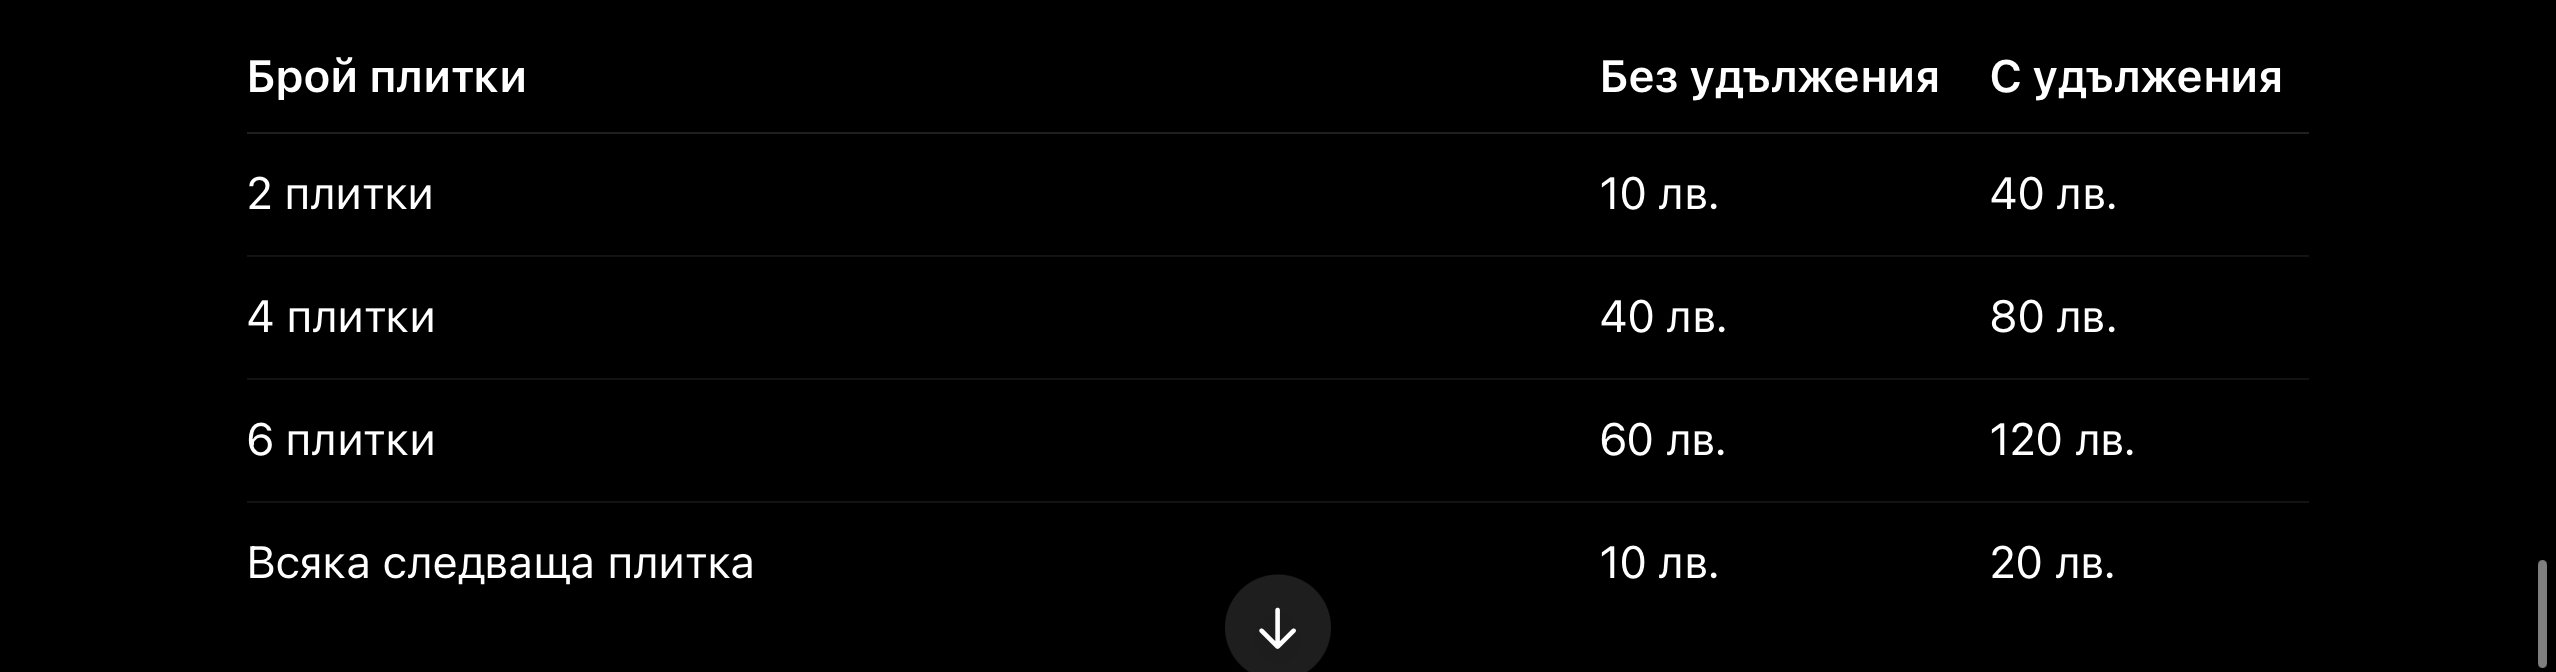 Брой плитки Без удължения С удължения
2 плитки 10 лв. 40 лв.
4 плитки 40 лв. 80 лв.
6 плитки 60 лв. 120 лв.
Всяка следваща плитка 10 лв. 20 лв.